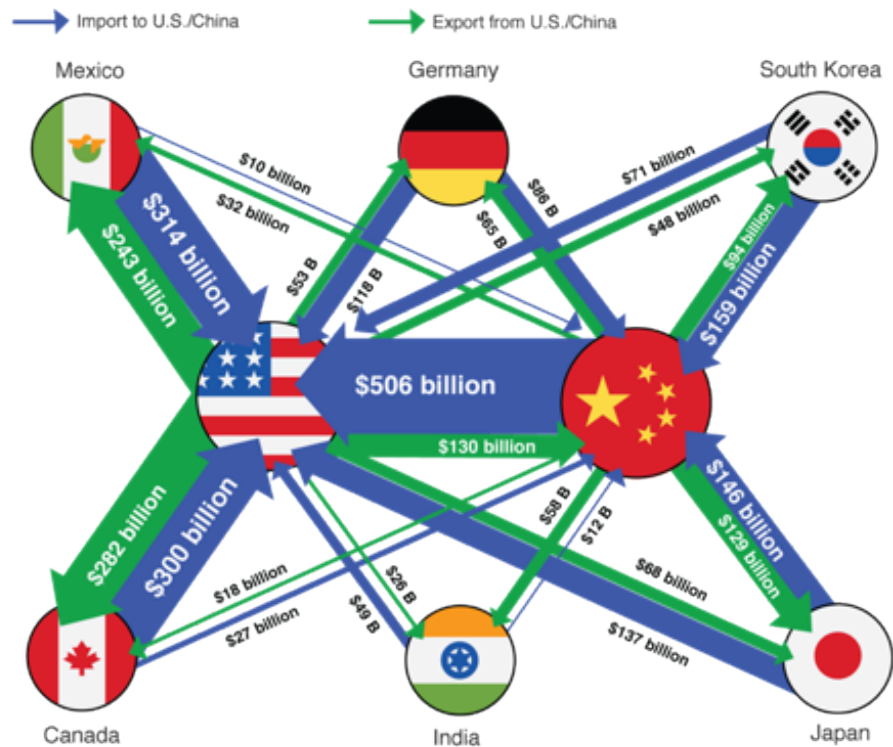 Import to U.S./China
Export from U.S./China
Mexico
Germany
South Korea
$10 billion
$32 billion
$314 billion
$243 billion
$53 B
$118 B
$65 B
$86 B
$71 billion
$48 billion
$94 billion
$159 billion
$506 billion
$130 billion
$282 billion
$300 billion
$18 billion
$27 billion
$26 B
$49 B
$58 B
$12 B
$68 billion
$137 billion
$146 billion
$129 billion
Canada
India
Japan